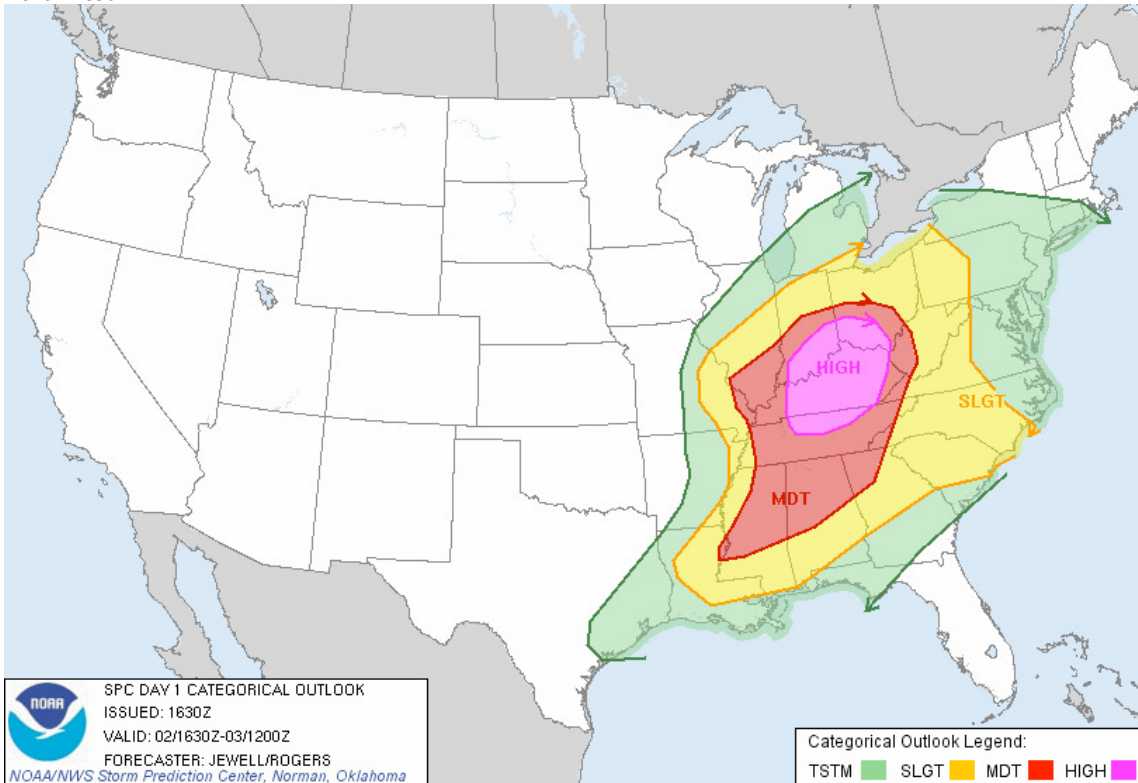 HIGH
SLGT
MDT
NOAA
SPC DAY 1 CATEGORICAL OUTLOOK
ISSUED: 1630Z
VALID: 02/1630Z-03/1200Z
FORECASTER: JEWELL/ROGERS
NOAA/NWS Storm Prediction Center, Norman, Oklahoma
Categorical Outlook Legend:
TSTM SLGT MDT HIGH